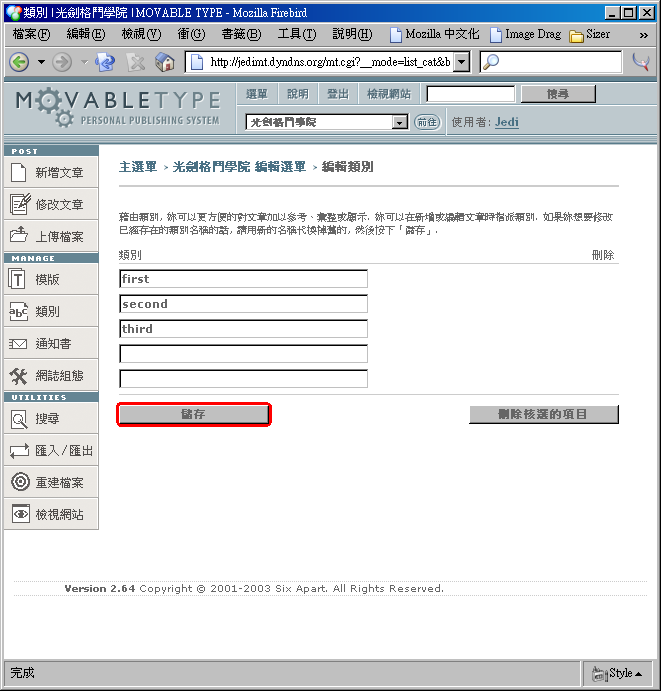 類別 | 光劍格鬥學院 | MOVABLE TYPE - Mozilla Firebird
檔案(F) 編輯(E) 檢視(V) 衝(G) 書籤(B) 工具(T) 說明(H) Mozilla 中文化 Image Drag Sizer »
http://jedimt.dyndns.org/mt.cgi?__mode=list_cat&b
MOVABLETYPE
PERSONAL PUBLISHING SYSTEM
選單 說明 登出 檢視網站 搜尋
光劍格鬥學院 前往 使用者: Jedi
POST
新增文章
修改文章
上傳檔案
MANAGE
模版
類別
通知書
網誌組態
UTILITIES
搜尋
匯入/匯出
重建檔案
檢視網站
主選單 > 光劍格鬥學院 編輯選單 > 編輯類別
藉由類別, 妳可以更方便的對文章加以參考、彙整或顯示. 妳可以在新增或編輯文章時指派類別. 如果妳想要修改
已經存在的類別名稱的話, 請用新的名稱代換掉舊的, 然後按下「儲存」.
類別 刪除
first
second
third
儲存 刪除核選的項目
Version 2.64 Copyright © 2001-2003 Six Apart. All Rights Reserved.
完成 Style